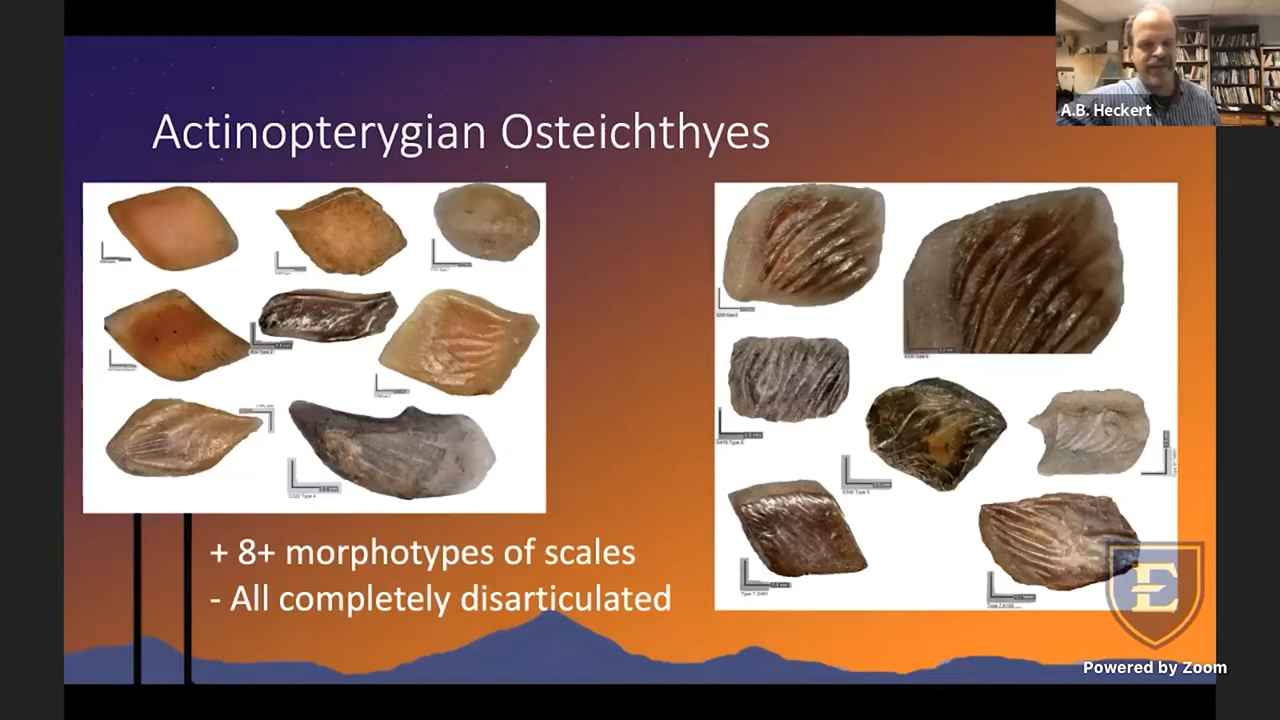 A.B. Heckert
Actinopterygian Osteichthyes
+ 8+ morphotypes of scales
- All completely disarticulated
E
Powered by Zoom